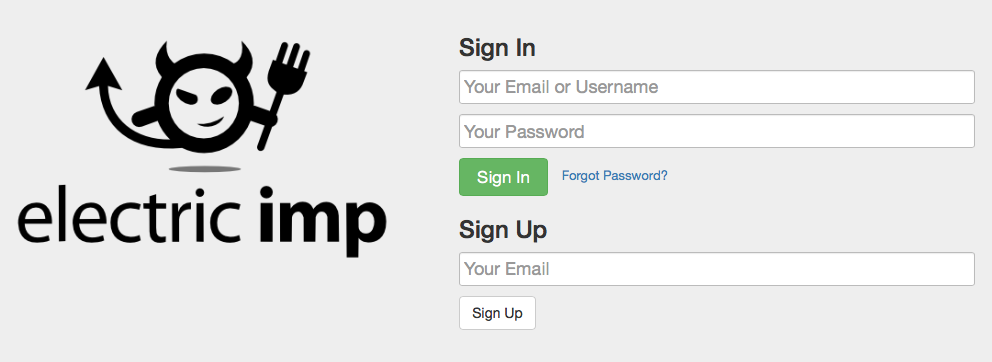 electric imp
Sign In
Your Email or Username
Your Password
Sign In
Forgot Password?
Sign Up
Your Email
Sign Up